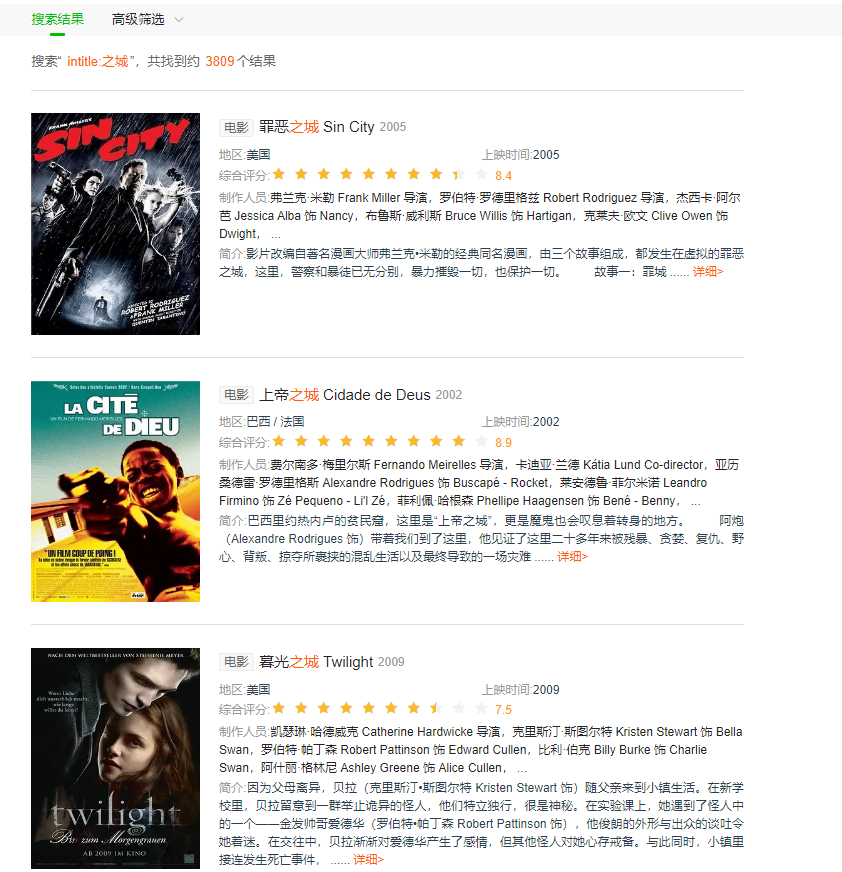 搜索结果 高级筛选
搜索“ intitle:之城”，共找到约 3809个结果
FRANK MILLER'S
SIN CITY
DIRECTED BY
ROBERT RODRIGUEZ
& FRANK MILLER
QUENTIN TARANTINO
电影 罪恶之城 Sin City 2005
地区:美国 上映时间:2005
综合评分: 8.4
制作人员:弗兰克·米勒 Frank Miller 导演，罗伯特·罗德里格兹 Robert Rodriguez 导演，杰西卡·阿尔
芭 Jessica Alba 饰 Nancy，布鲁斯·威利斯 Bruce Willis 饰 Hartigan，克莱夫·欧文 Clive Owen 饰
Dwight， ...
简介:影片改编自著名漫画大师弗兰克•米勒的经典同名漫画，由三个故事组成，都发生在虚拟的罪恶
之城，这里，警察和暴徒已无分别，暴力摧毁一切，也保护一切。 故事一：罪城 ...... 详细>
LA CITÉ
UN FILM DE FERNANDO MEIRELLES
DE DIEU
"UN FILM COUP DE POING !"
电影 上帝之城 Cidade de Deus 2002
地区:巴西 / 法国 上映时间:2002
综合评分: 8.9
制作人员:费尔南多·梅里尔斯 Fernando Meirelles 导演，卡迪亚·兰德 Kátia Lund Co-director，亚历
桑德雷·罗德里格斯 Alexandre Rodrigues 饰 Buscapé - Rocket，莱安德鲁·菲尔米诺 Leandro
Firmino 饰 Zé Pequeno - Li'l Zé，菲利佩·哈根森 Phellipe Haagensen 饰 Bené - Benny， ...
简介:巴西里约热内卢的贫民窟，这里是“上帝之城”，更是魔鬼也会叹息着转身的地方。 阿炮
（Alexandre Rodrigues 饰）带着我们到了这里，他见证了这里二十多年来被残暴、贪婪、复仇、野
心、背叛、掠夺所裹挟的混乱生活以及最终导致的一场灾难 ...... 详细>
NACH DEM WELTBESTSELLER VON STEPHENIE MEYER
Wenn Liebe
dich unsterblich macht,
wie lange
willst du leben?
twilight
Bis zum Morgengrauen
AB 2009 IM KINO
电影 暮光之城 Twilight 2009
地区:美国 上映时间:2009
综合评分: 7.5
制作人员:凯瑟琳·哈德威克 Catherine Hardwicke 导演，克里斯汀·斯图尔特 Kristen Stewart 饰 Bella
Swan，罗伯特·帕丁森 Robert Pattinson 饰 Edward Cullen，比利·伯克 Billy Burke 饰 Charlie
Swan，阿什丽·格林尼 Ashley Greene 饰 Alice Cullen， ...
简介:因为父母离异，贝拉（克里斯汀•斯图尔特 Kristen Stewart 饰）随父亲来到小镇生活。在新学
校里，贝拉留意到一群举止诡异的怪人，他们特立独行，很是神秘。在实验课上，她遇到了怪人中
的一个——金发帅哥爱德华（罗伯特•帕丁森 Robert Pattinson 饰），他俊朗的外形与出众的谈吐令
她着迷。在交往中，贝拉渐渐对爱德华产生了感情，但其他怪人对她心存戒备。与此同时，小镇里
接连发生死亡事件， ...... 详细>